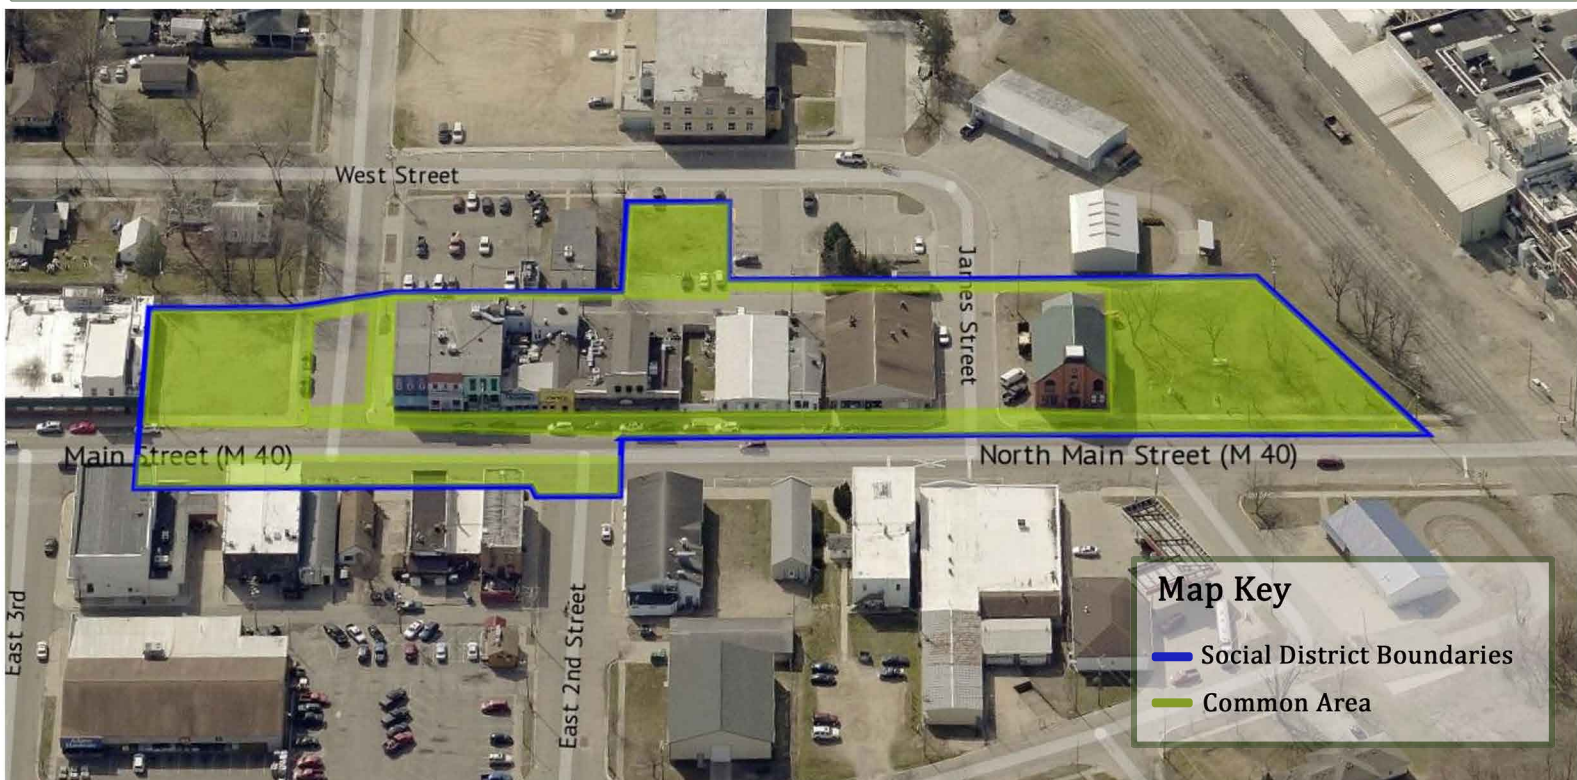 West Street
James Street
Main Street (M 40)
North Main Street (M 40)
East 3rd
East 2nd Street
Map Key
Social District Boundaries
Common Area